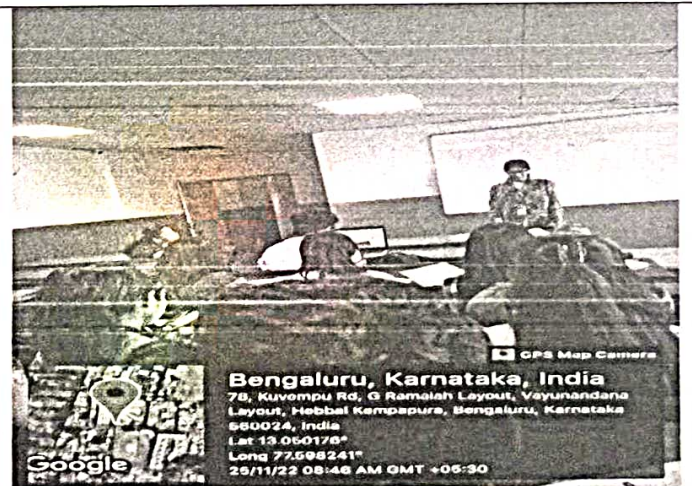 GPS Map Camera
Bengaluru, Karnataka, India
78, Kuvempu Rd, G Ramaiah Layout, Vayunandana
Layout, Hebbal Kempapura, Bengaluru, Karnataka
560024, India
Lat 13.050176°
Long 77.598241°
25/11/22 08:46 AM GMT +05:30
Google